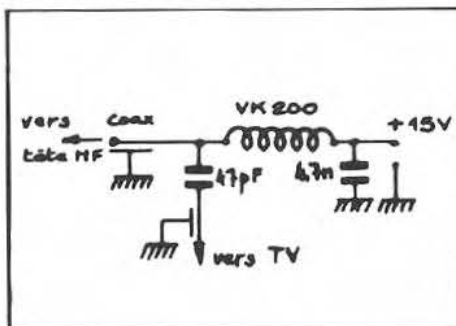 VK 200
vers coax +15V
tête HF
47pF 4,7n
vers TV